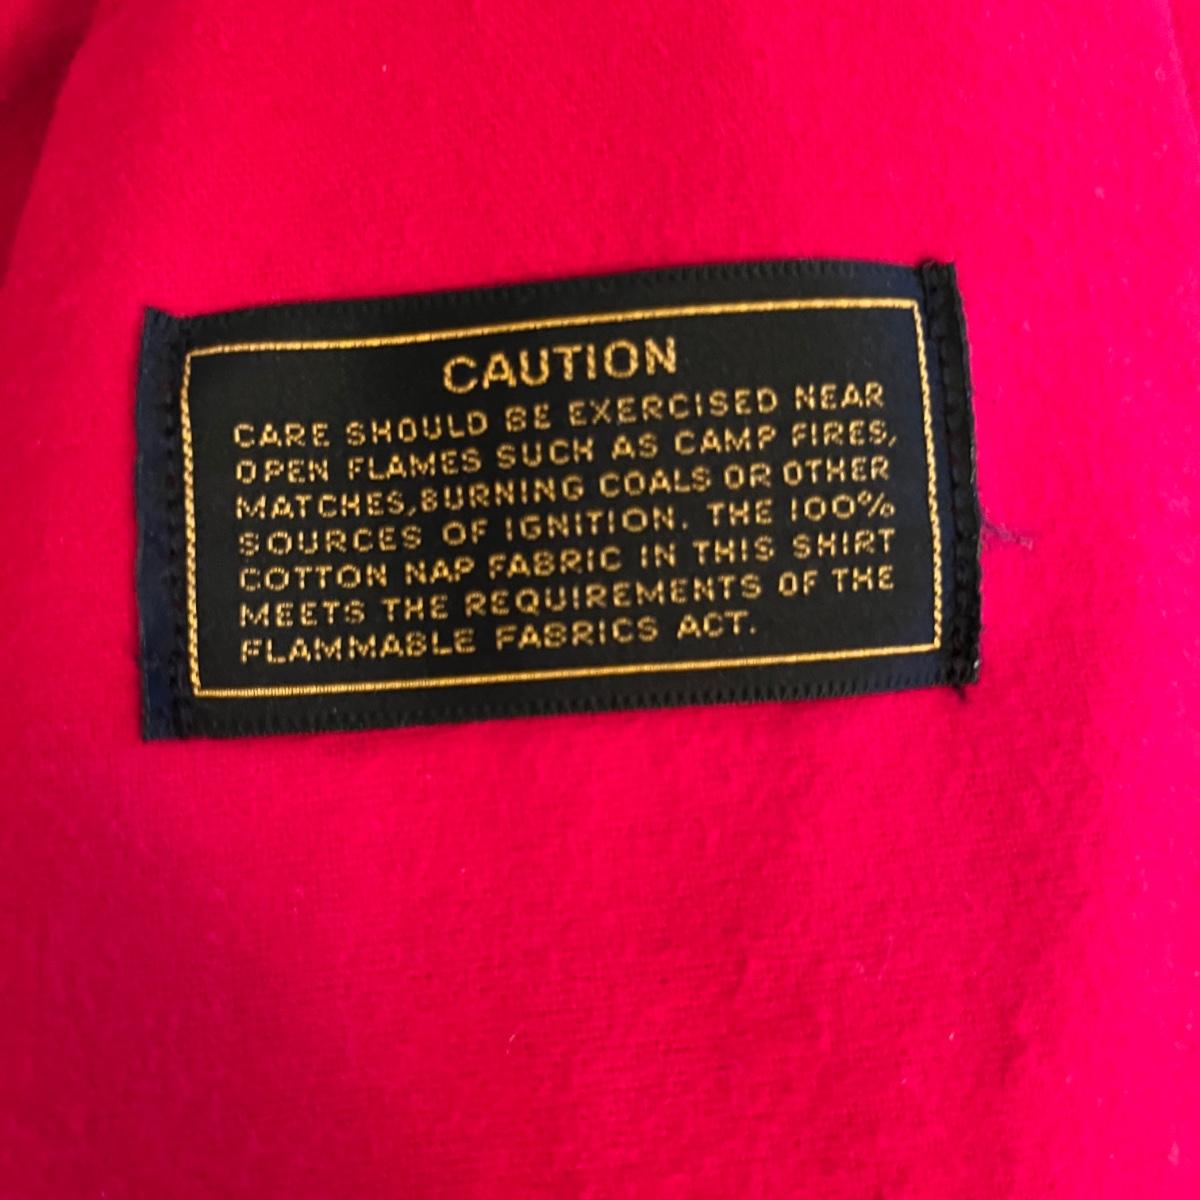 CAUTION
CARE SHOULD BE EXERCISED NEAR
OPEN FLAMES SUCH AS CAMP FIRES,
MATCHES,BURNING COALS OR OTHER
SOURCES OF IGNITION. THE 100%
COTTON NAP FABRIC IN THIS SHIRT
MEETS THE REQUIREMENTS OF THE
FLAMMABLE FABRICS ACT.